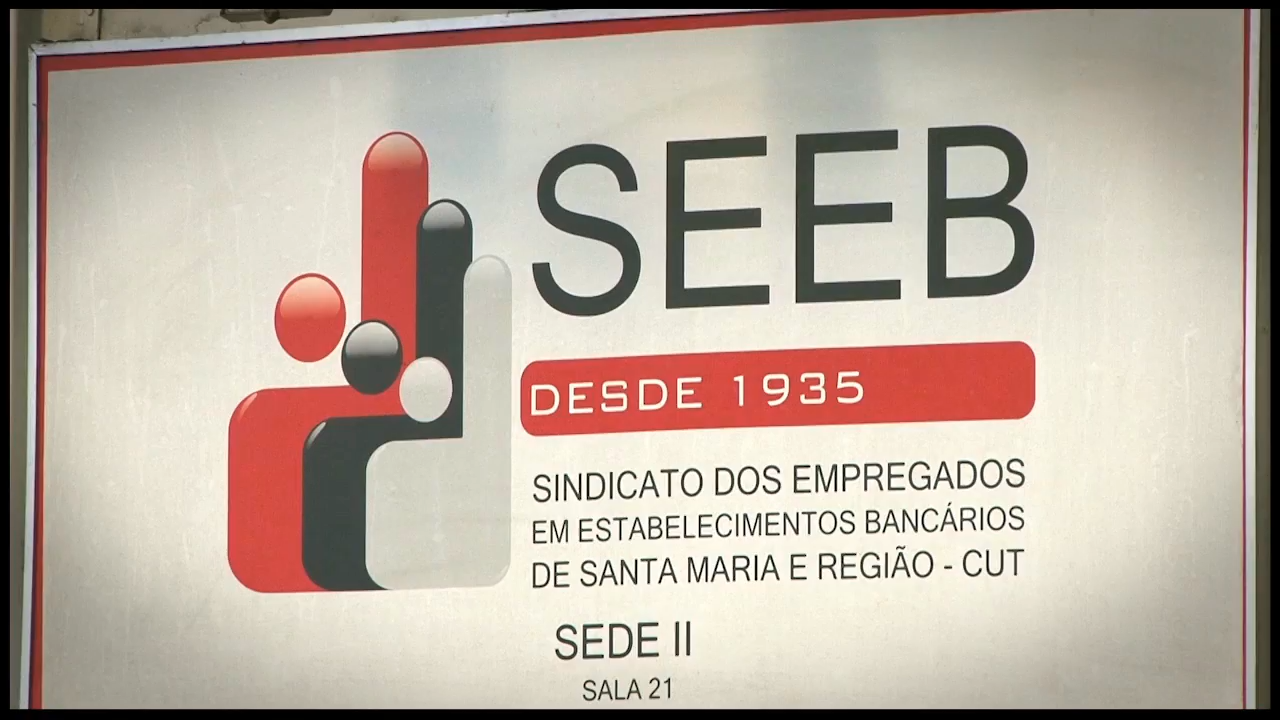 SEEB
DESDE 1935
SINDICATO DOS EMPREGADOS
EM ESTABELECIMENTOS BANCÁRIOS
DE SANTA MARIA E REGIÃO - CUT
SEDE II
SALA 21